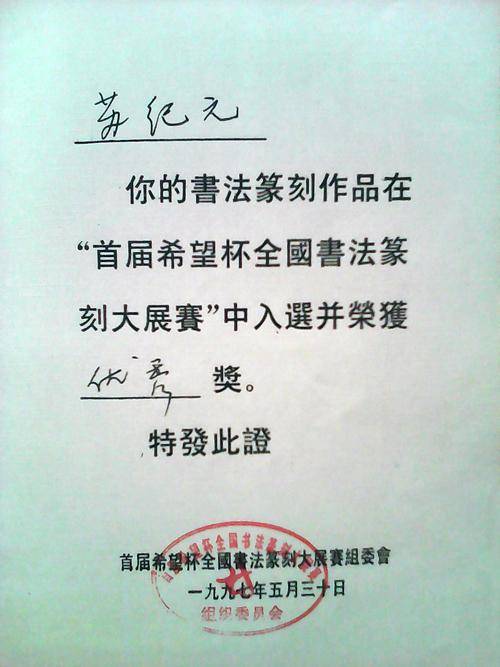 苏纪元
你的書法篆刻作品在
“首届希望杯全國書法篆
刻大展賽”中入選并榮獲
优秀 獎。
特發此證
首届希望杯全國書法篆刻大展賽組委會
一九九七年五月三十日
组织委员会